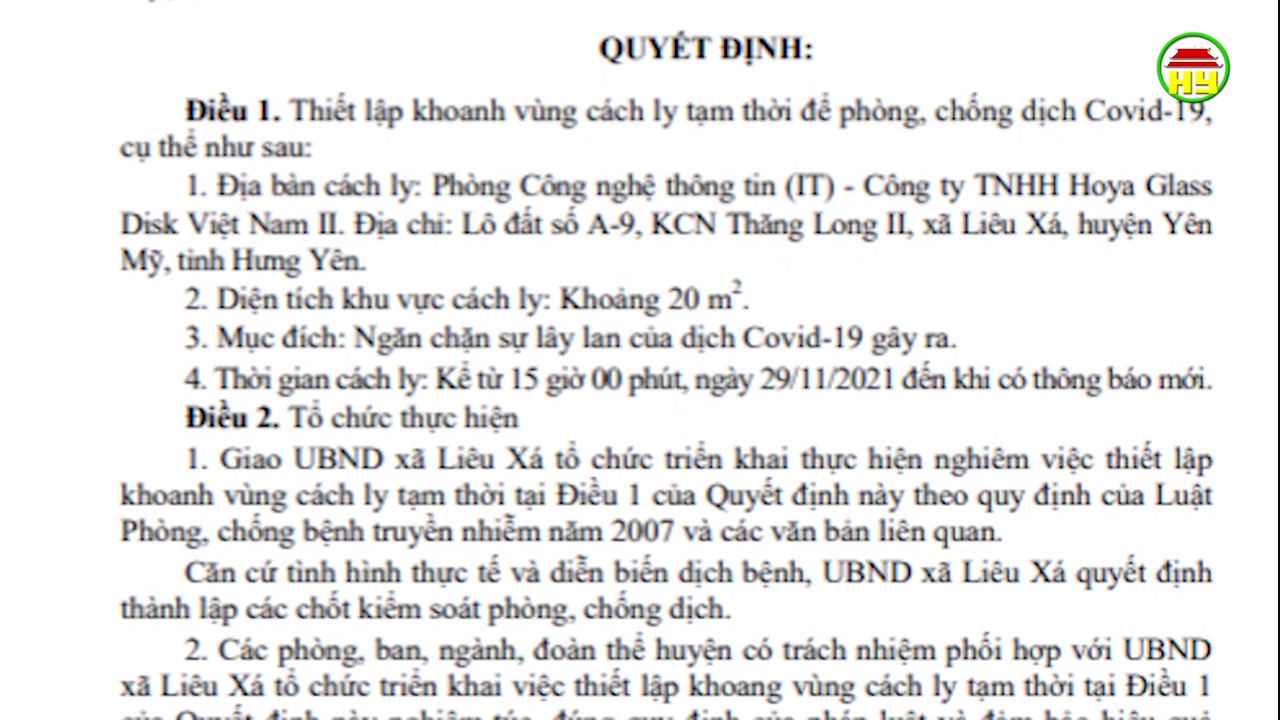 QUYẾT ĐỊNH:
HY
Điều 1. Thiết lập khoanh vùng cách ly tạm thời để phòng, chống dịch Covid-19,
cụ thể như sau:
1. Địa bàn cách ly: Phòng Công nghệ thông tin (IT) - Công ty TNHH Hoya Glass
Disk Việt Nam II. Địa chỉ: Lô đất số A-9, KCN Thăng Long II, xã Liêu Xá, huyện Yên
Mỹ, tỉnh Hưng Yên.
2. Diện tích khu vực cách ly: Khoảng 20 m².
3. Mục đích: Ngăn chặn sự lây lan của dịch Covid-19 gây ra.
4. Thời gian cách ly: Kể từ 15 giờ 00 phút, ngày 29/11/2021 đến khi có thông báo mới.
Điều 2. Tổ chức thực hiện
1. Giao UBND xã Liêu Xá tổ chức triển khai thực hiện nghiêm việc thiết lập
khoanh vùng cách ly tạm thời tại Điều 1 của Quyết định này theo quy định của Luật
Phòng, chống bệnh truyền nhiễm năm 2007 và các văn bản liên quan.
Căn cứ tình hình thực tế và diễn biến dịch bệnh, UBND xã Liêu Xá quyết định
thành lập các chốt kiểm soát phòng, chống dịch.
2. Các phòng, ban, ngành, đoàn thể huyện có trách nhiệm phối hợp với UBND
xã Liêu Xá tổ chức triển khai việc thiết lập khoang vùng cách ly tạm thời tại Điều 1